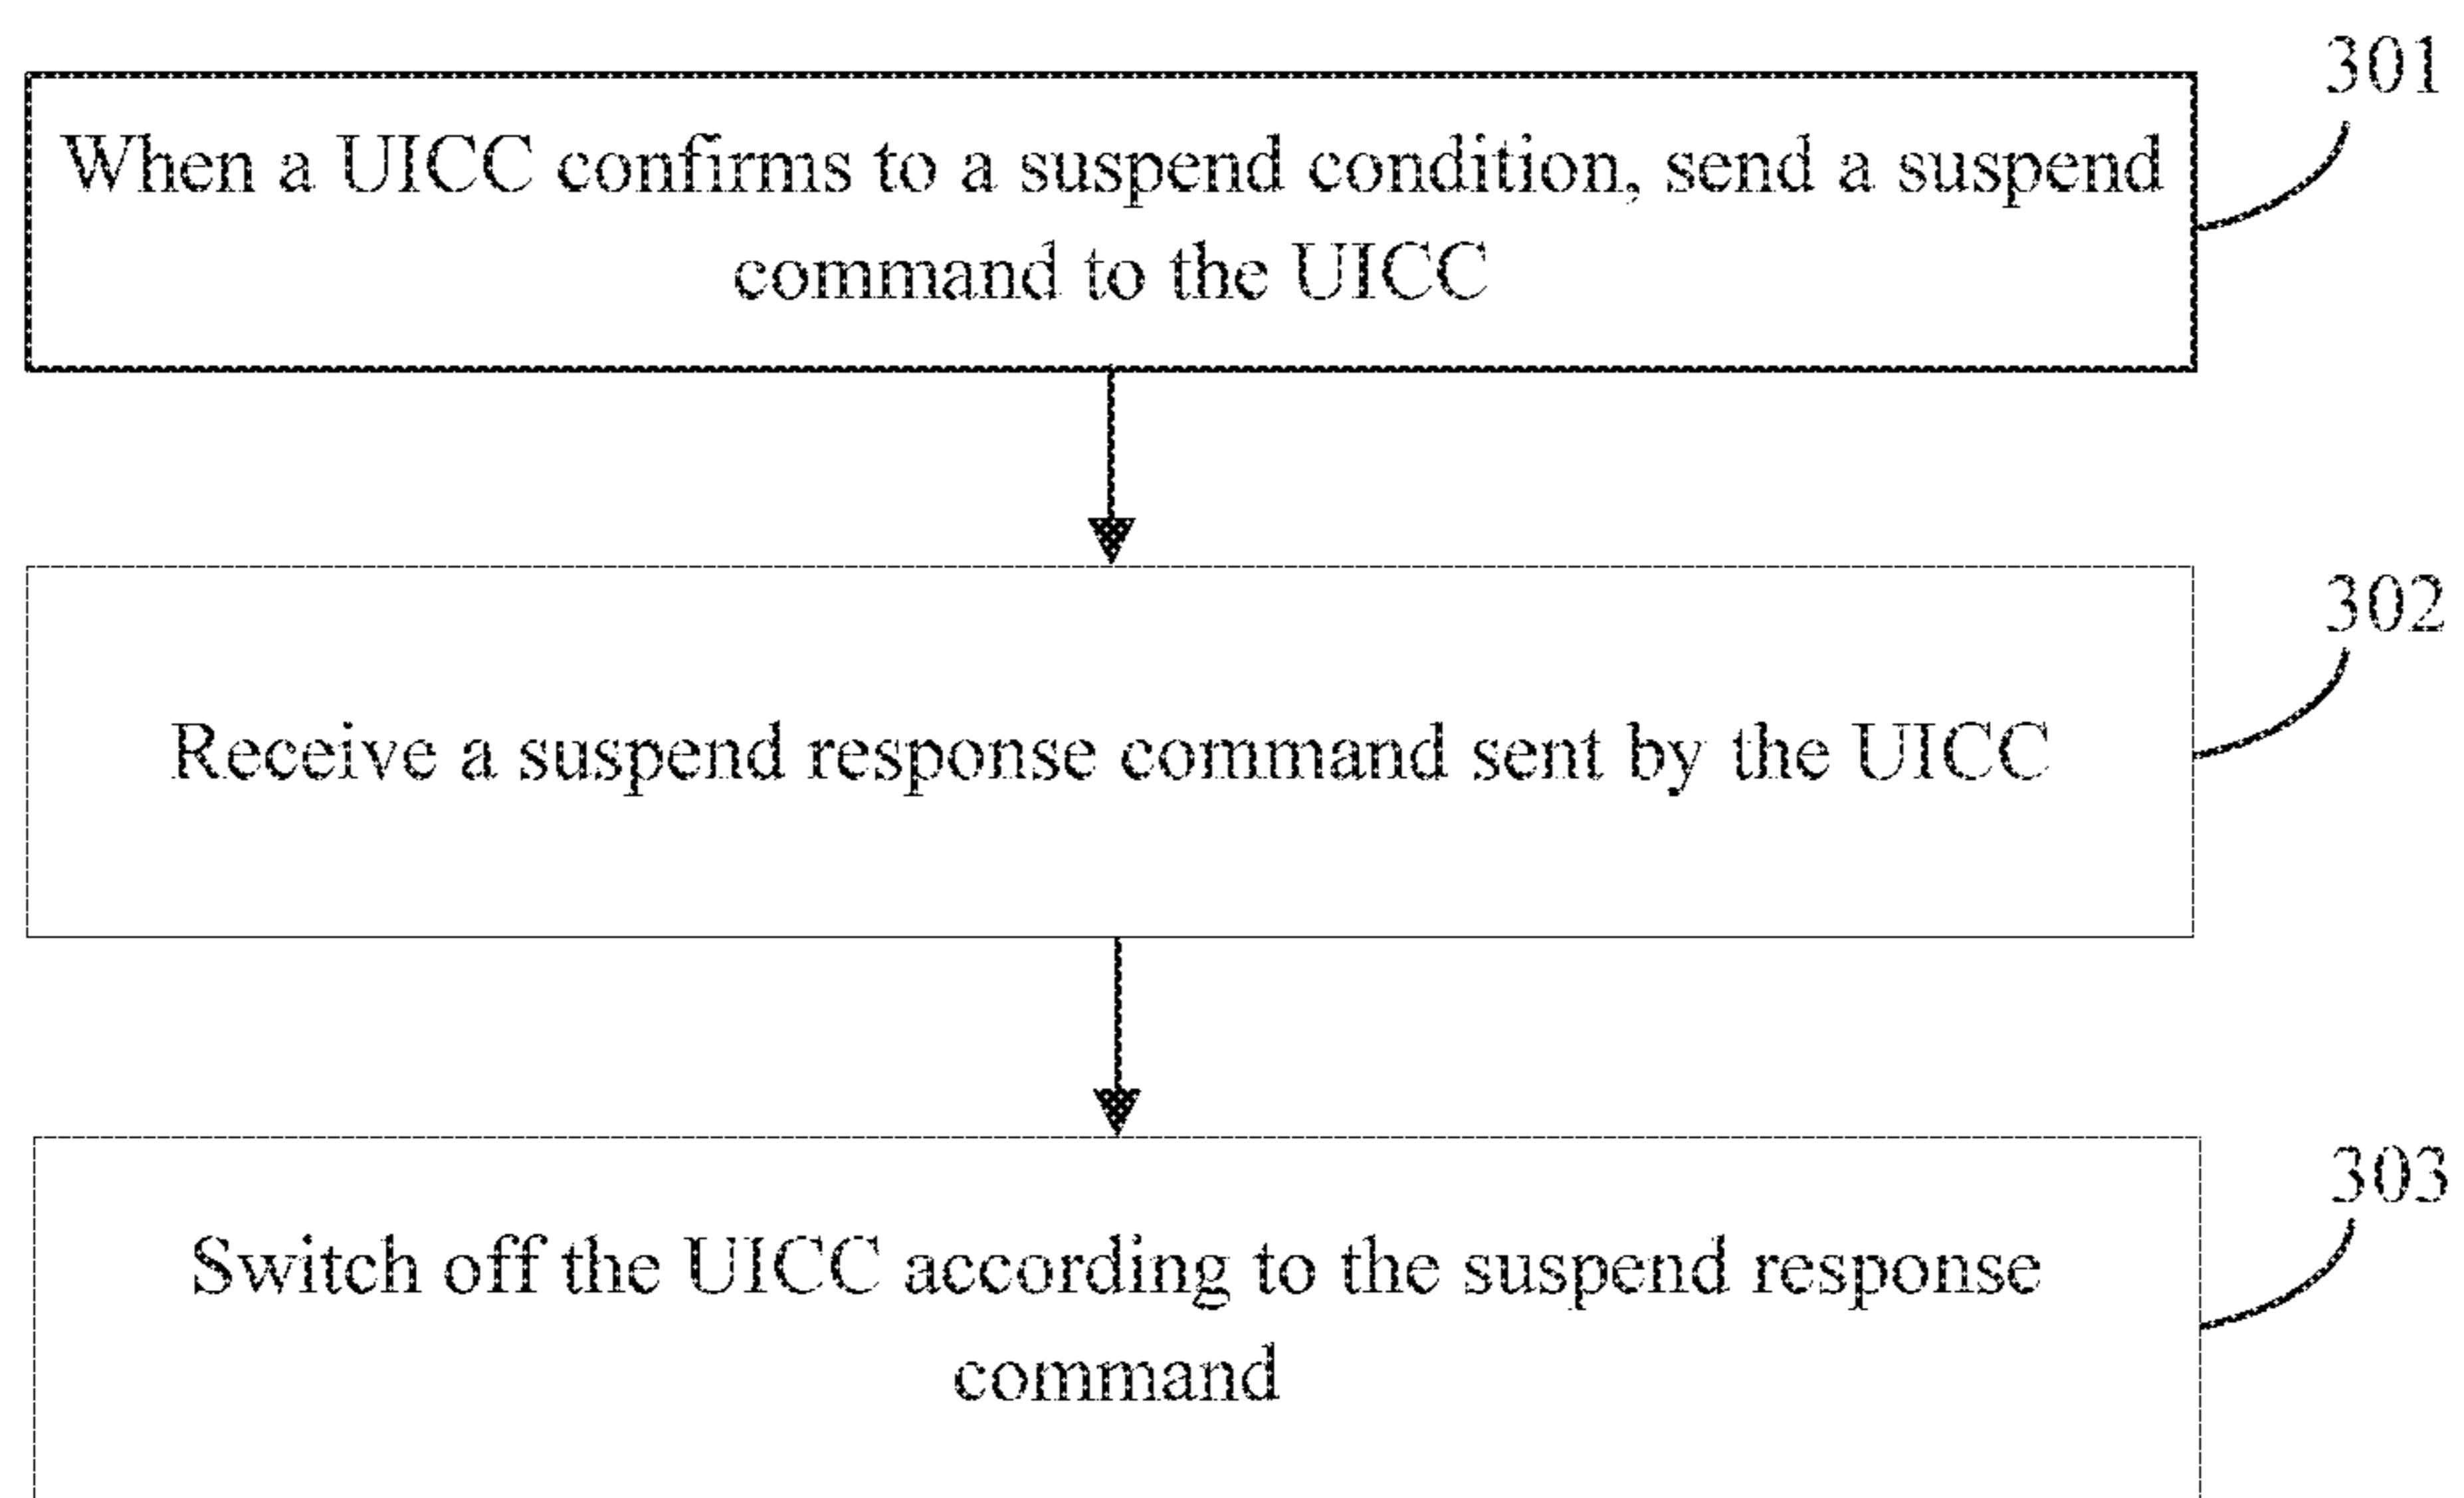 301
When a UICC confirms to a suspend condition, send a suspend
command to the UICC
302
Receive a suspend response command sent by the UICC
303
Switch off the UICC according to the suspend response
command